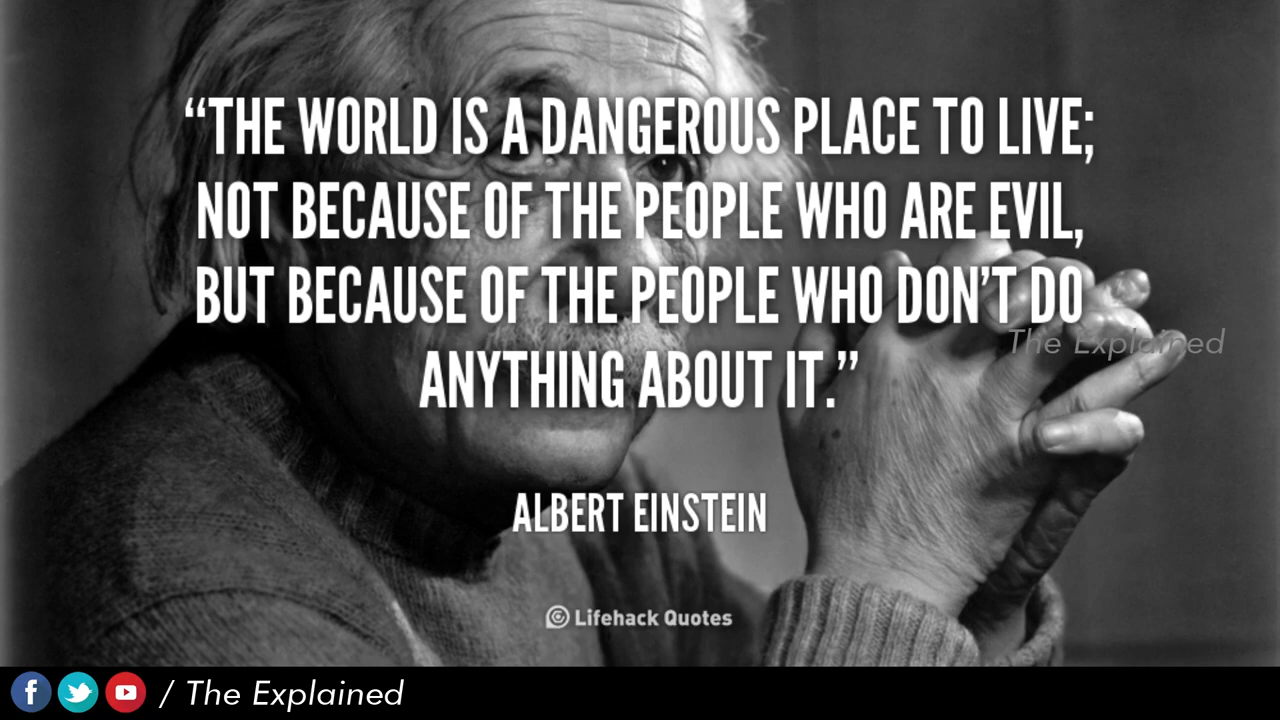 “THE WORLD IS A DANGEROUS PLACE TO LIVE;
NOT BECAUSE OF THE PEOPLE WHO ARE EVIL,
BUT BECAUSE OF THE PEOPLE WHO DON’T DO
The Explained
ANYTHING ABOUT IT.”
ALBERT EINSTEIN
Lifehack Quotes
/ The Explained